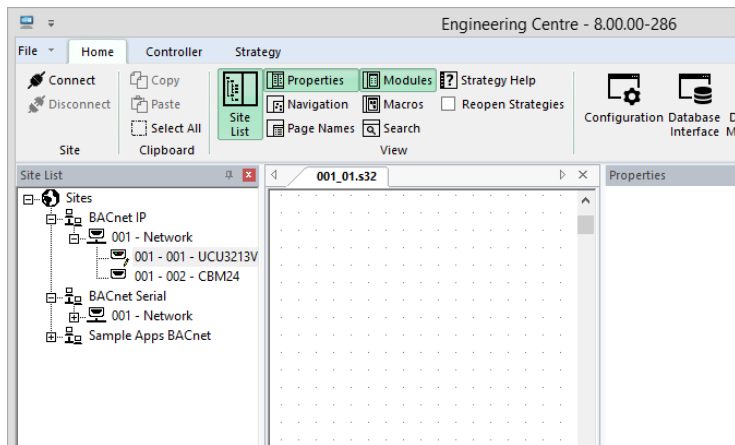 Engineering Centre - 8.00.00-286
File Home Controller Strategy
Connect Copy Properties Modules Strategy Help
Disconnect Paste Navigation Macros Reopen Strategies
Select All Site List Page Names Search Configuration Database Interface
Site Clipboard View
Site List 001_01.s32 Properties
Sites
BACnet IP
001 - Network
001 - 001 - UCU3213V
001 - 002 - CBM24
BACnet Serial
001 - Network
Sample Apps BACnet